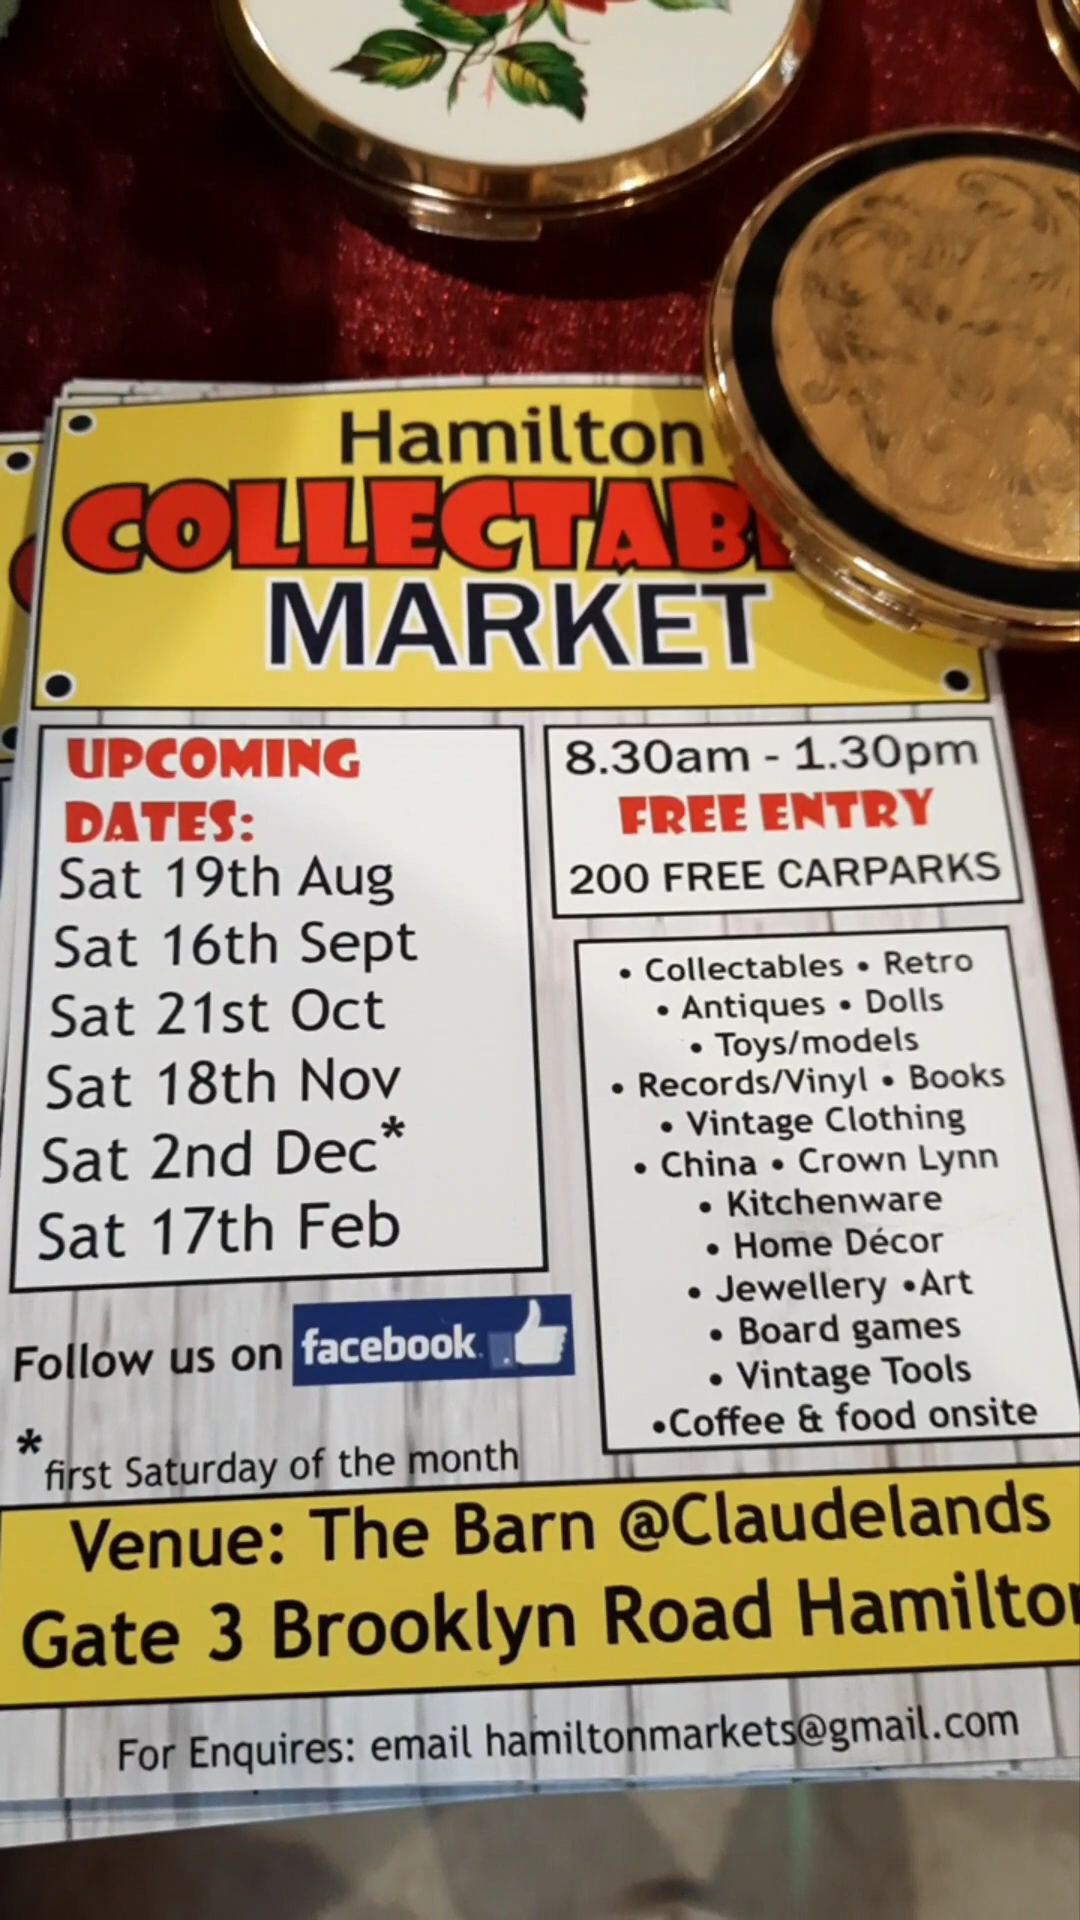 Hamilton
COLLECTAB
MARKET
UPCOMING
DATES:
Sat 19th Aug
Sat 16th Sept
Sat 21st Oct
Sat 18th Nov
Sat 2nd Dec*
Sat 17th Feb
Follow us on facebook
*first Saturday of the month
8.30am - 1.30pm
FREE ENTRY
200 FREE CARPARKS
• Collectables • Retro
• Antiques • Dolls
• Toys/models
• Records/Vinyl • Books
• Vintage Clothing
• China • Crown Lynn
• Kitchenware
• Home Décor
• Jewellery •Art
• Board games
• Vintage Tools
•Coffee & food onsite
Venue: The Barn @Claudelands
Gate 3 Brooklyn Road Hamilto
For Enquires: email hamiltonmarkets@gmail.com